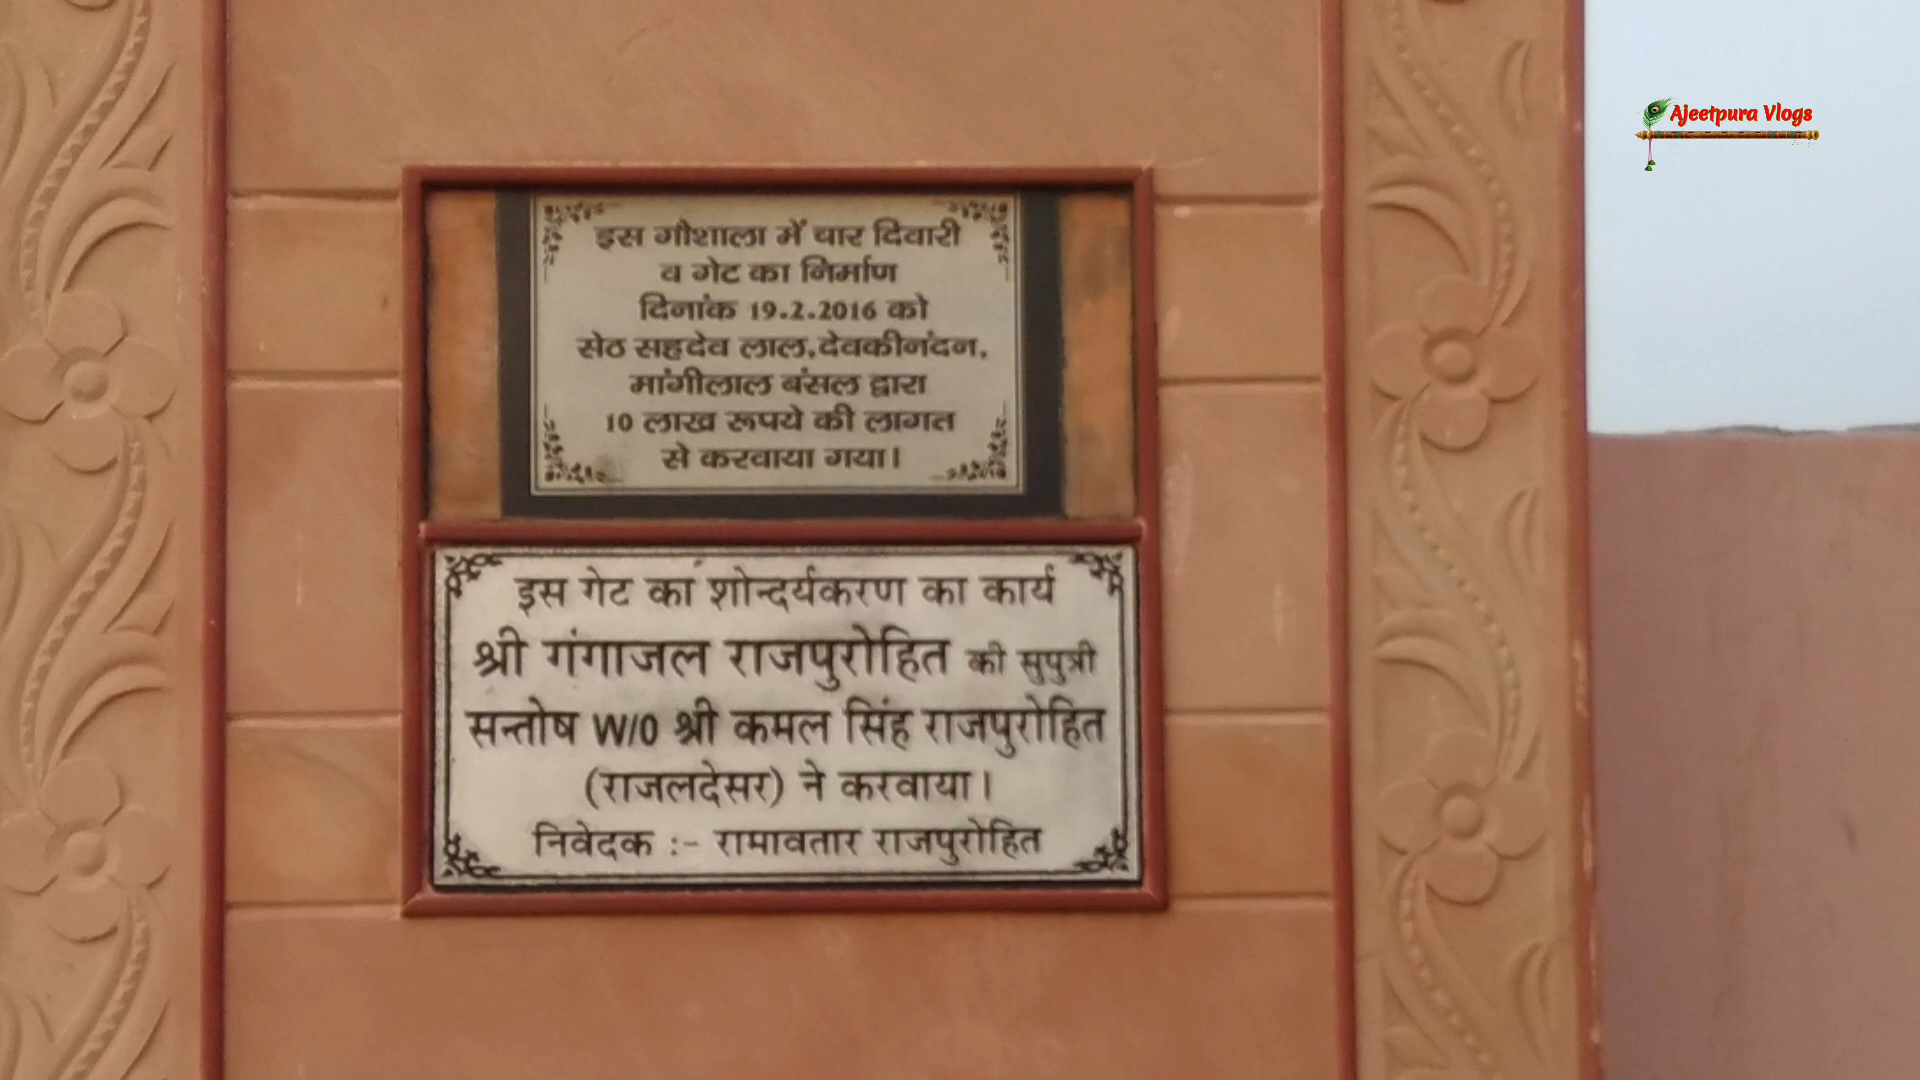 Ajeetpura Vlogs
इस गौशाला में चार दिवारी
व गेट का निर्माण
दिनांक 19.2.2016 को
सेठ सहदेव लाल,देवकीनंदन,
मांगीलाल बंसल द्वारा
10 लाख रूपये की लागत
से करवाया गया।
इस गेट का शोन्दर्यकरण का कार्य
श्री गंगाजल राजपुरोहित की सुपुत्री
सन्तोष W/O श्री कमल सिंह राजपुरोहित
(राजलदेसर) ने करवाया।
निवेदक :- रामावतार राजपुरोहित